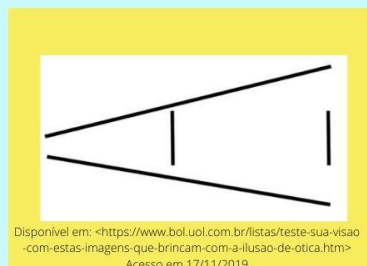 Disponível em: <https://www.bol.uol.com.br/listas/teste-sua-visao
-com-estas-imagens-que-brincam-com-a-ilusao-de-otica.htm>
Acesso em 17/11/2019